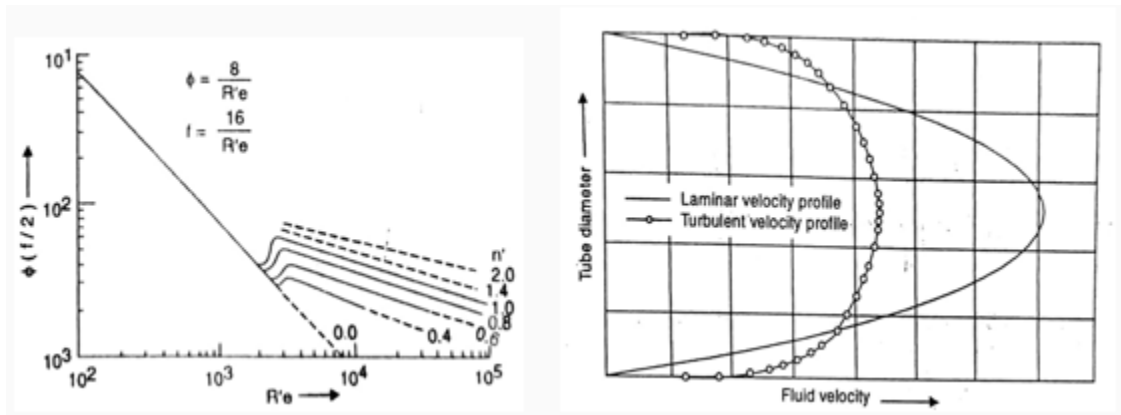 10¹
ϕ = 8 / R'e
f = 16 / R'e
10²
ϕ ( f / 2 )
n'
2.0
1.4
1.0
0.8
0.6
0.4
0.0
10³
10² 10³ 10⁴ 10⁵
R'e
Tube diameter
Laminar velocity profile
Turbulent velocity profile
Fluid velocity